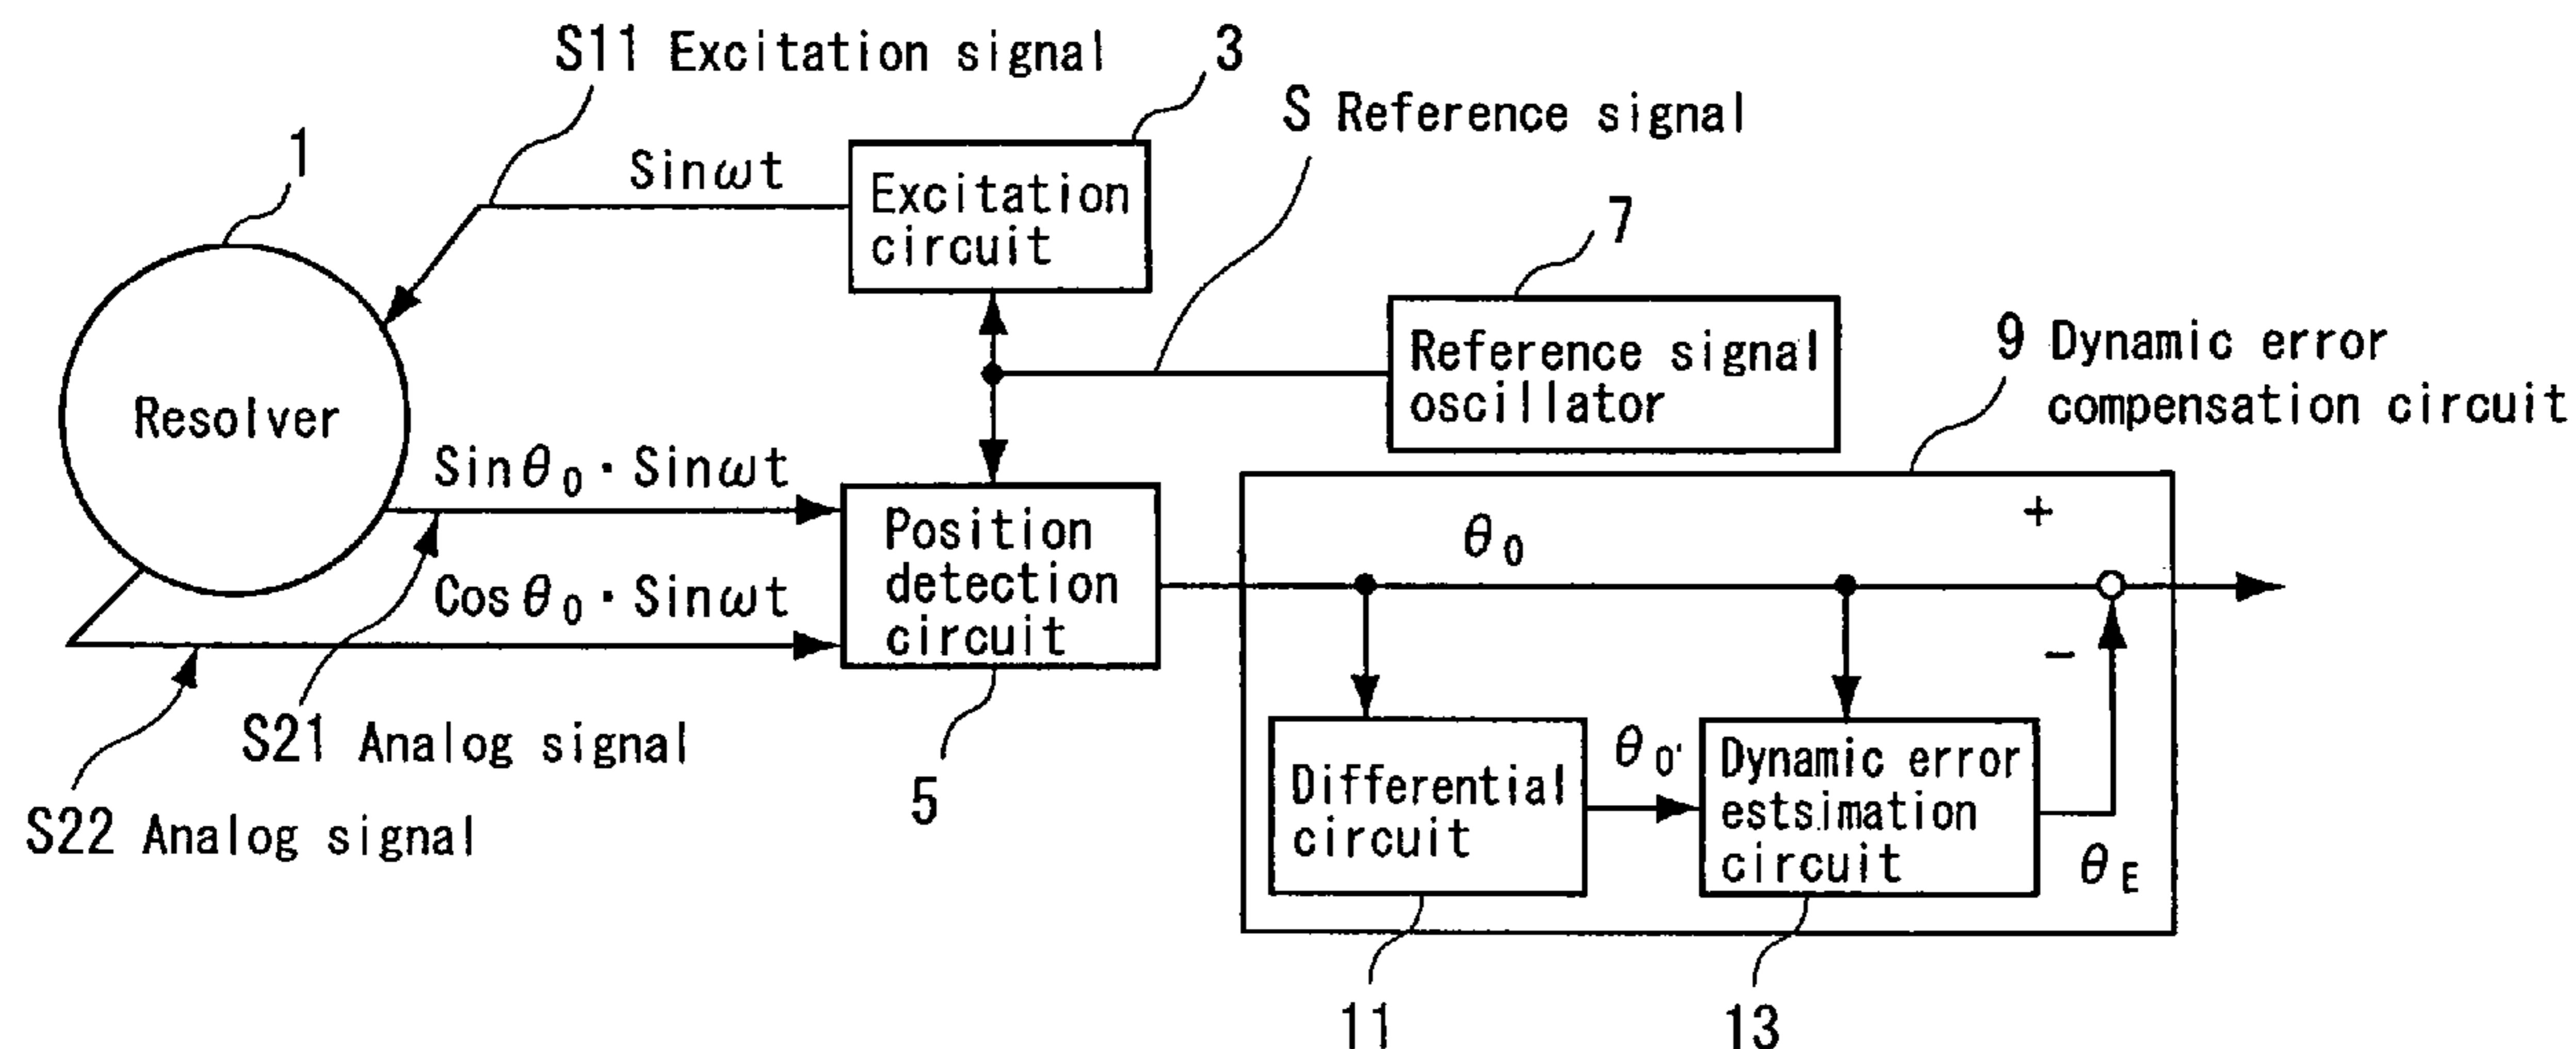 S11 Excitation signal
3
S Reference signal
1
Sinωt
Excitation
circuit
7
Reference signal
oscillator
9 Dynamic error
compensation circuit
Resolver
Sinθ0・Sinωt
Cosθ0・Sinωt
Position
detection
circuit
θ0
+
-
S21 Analog signal
S22 Analog signal
5
Differential
circuit
θ0'
Dynamic error
estsimation
circuit
θE
11
13